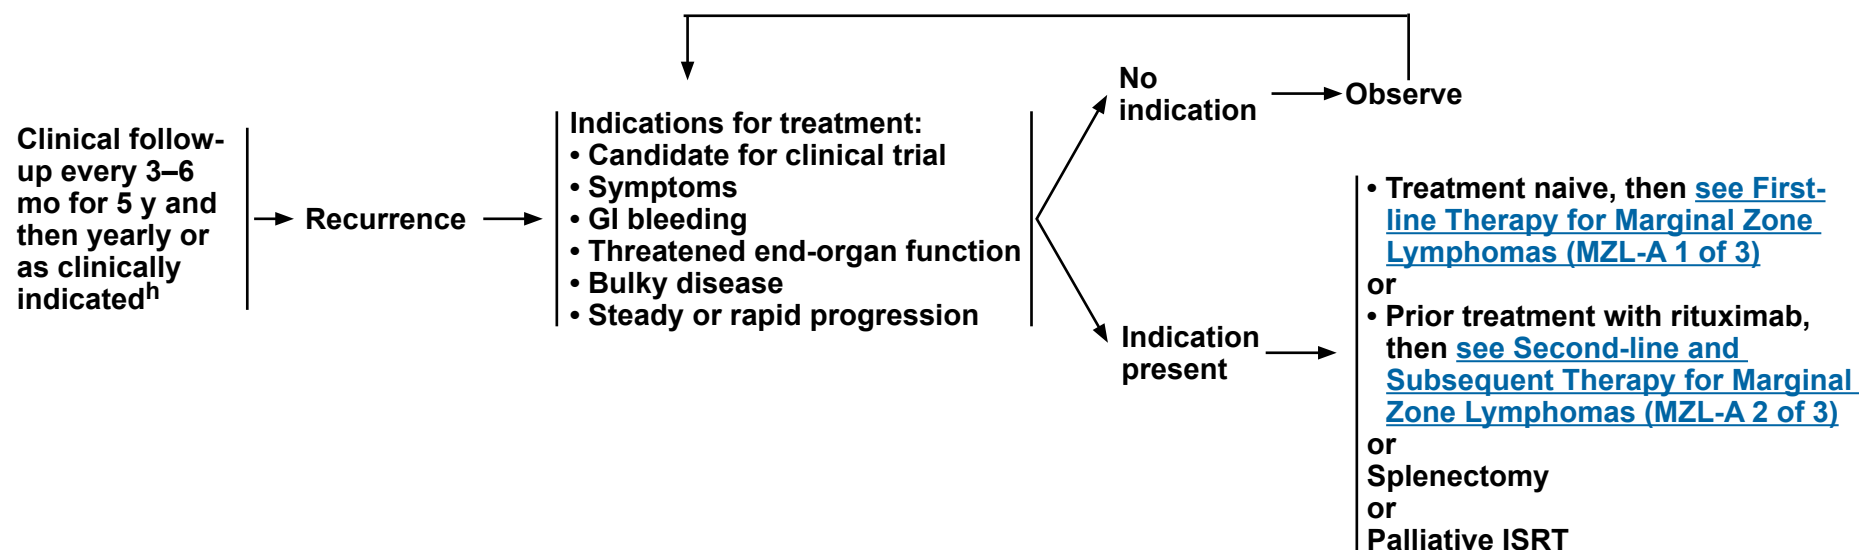 Clinical follow-
up every 3–6
mo for 5 y and
then yearly or
as clinically
indicatedh
Recurrence
Indications for treatment:
• Candidate for clinical trial
• Symptoms
• GI bleeding
• Threatened end-organ function
• Bulky disease
• Steady or rapid progression
No
indication
Observe
Indication
present
• Treatment naive, then see First-
line Therapy for Marginal Zone
Lymphomas (MZL-A 1 of 3)
or
• Prior treatment with rituximab,
then see Second-line and
Subsequent Therapy for Marginal
Zone Lymphomas (MZL-A 2 of 3)
or
Splenectomy
or
Palliative ISRT